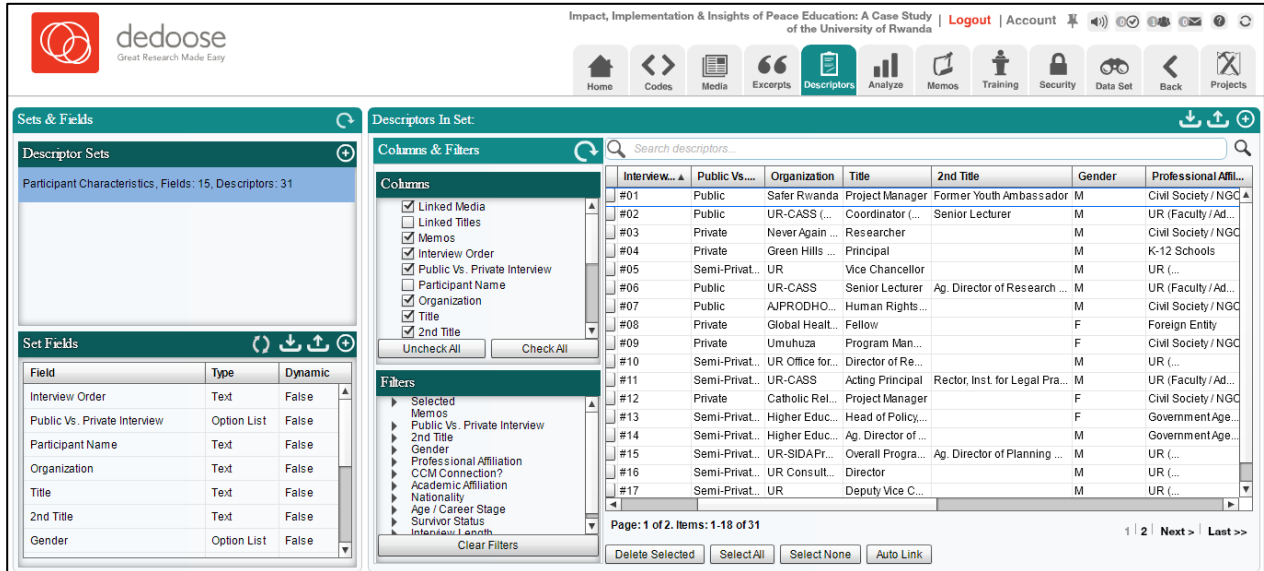 dedoose
Great Research Made Easy
Impact, Implementation & Insights of Peace Education: A Case Study of the University of Rwanda | Logout | Account
Home Codes Media Excerpts Descriptors Analyze Memos Training Security Data Set Back Projects
Sets & Fields
Descriptor Sets
Participant Characteristics, Fields: 15, Descriptors: 31
Set Fields
Field Type Dynamic
Interview Order Text False
Public Vs. Private Interview Option List False
Participant Name Text False
Organization Text False
Title Text False
2nd Title Text False
Gender Option List False
Descriptors In Set:
Columns & Filters
Columns
Linked Media
Linked Titles
Memos
Interview Order
Public Vs. Private Interview
Participant Name
Organization
Title
2nd Title
Uncheck All Check All
Filters
Selected
Memos
Public Vs. Private Interview
2nd Title
Gender
Professional Affiliation
CCM Connection?
Academic Affiliation
Nationality
Age / Career Stage
Survivor Status
Interview Length
Clear Filters
Search descriptors...
Interview... Public Vs.... Organization Title 2nd Title Gender Professional Affil...
#01 Public Safer Rwanda Project Manager Former Youth Ambassador M Civil Society / NGO
#02 Public UR-CASS (... Coordinator (... Senior Lecturer M UR (Faculty / Ad...
#03 Private Never Again ... Researcher M Civil Society / NGO
#04 Private Green Hills ... Principal M K-12 Schools
#05 Semi-Privat... UR Vice Chancellor M UR (...
#06 Public UR-CASS Senior Lecturer Ag. Director of Research ... M UR (Faculty / Ad...
#07 Public AJPRODHO... Human Rights... M Civil Society / NGO
#08 Private Global Healt... Fellow F Foreign Entity
#09 Private Umuhuza Program Man... F Civil Society / NGO
#10 Semi-Privat... UR Office for... Director of Re... M UR (...
#11 Semi-Privat... UR-CASS Acting Principal Rector, Inst. for Legal Pra... M UR (Faculty / Ad...
#12 Private Catholic Rel... Project Manager F Civil Society / NGO
#13 Semi-Privat... Higher Educ... Head of Policy,... F Government Age...
#14 Semi-Privat... Higher Educ... Ag. Director of ... M Government Age...
#15 Semi-Privat... UR-SIDA Pr... Overall Progra... Ag. Director of Planning ... M UR (...
#16 Semi-Privat... UR Consult... Director M UR (...
#17 Semi-Privat... UR Deputy Vice C... M UR (...
Page: 1 of 2. Items: 1-18 of 31
1 | 2 | Next > | Last >>
Delete Selected Select All Select None Auto Link